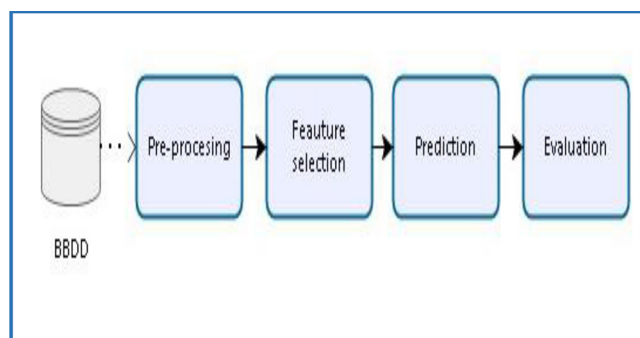 BBDD
Pre-procesing
Feauture
selection
Prediction
Evaluation